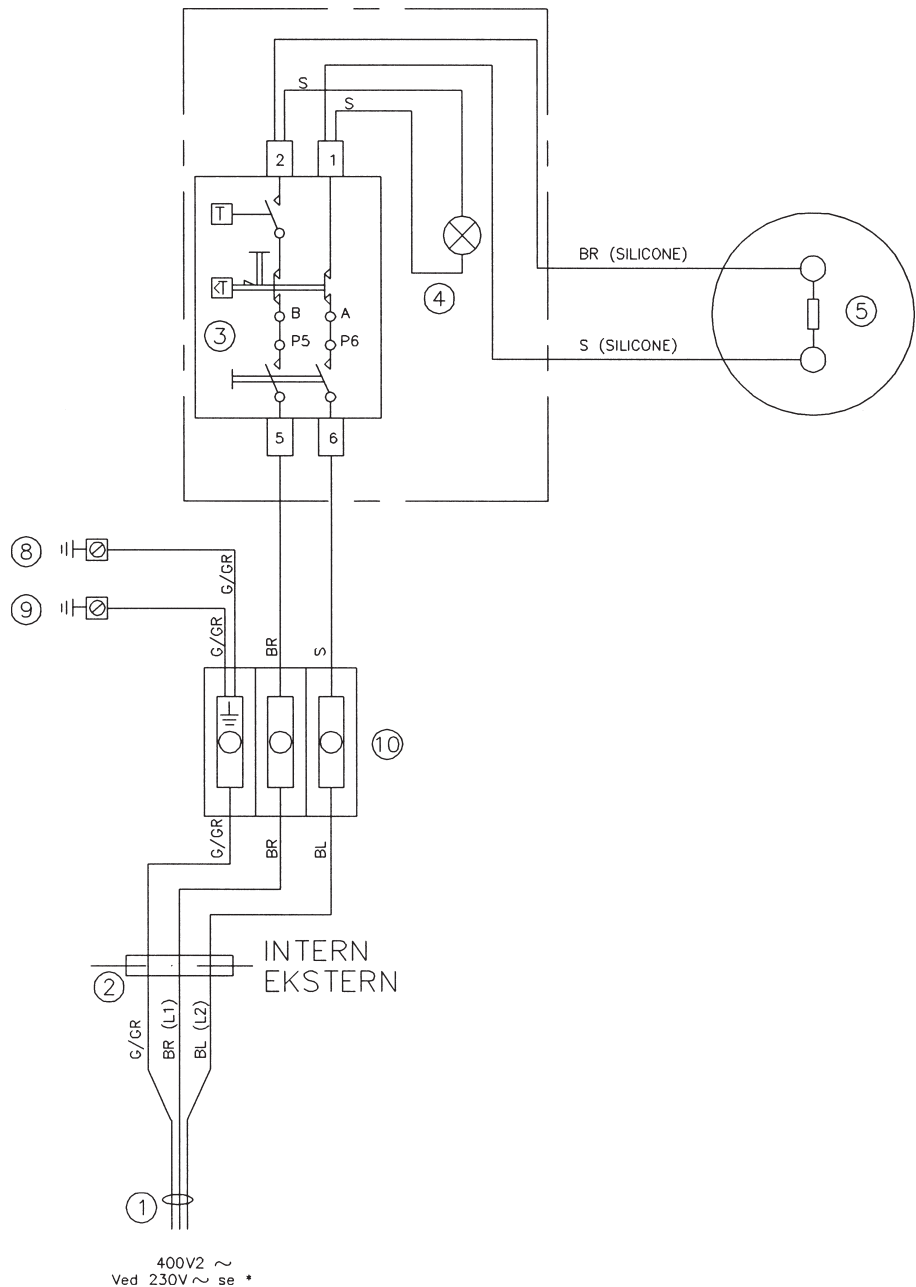 S
S
2
1
T
BR (SILICONE)
4
5
<T
3
B
A
P5
P6
S (SILICONE)
5
6
8
G/GR
9
G/GR
BR
S
10
G/GR
BR
BL
INTERN
EKSTERN
2
G/GR
BR (L1)
BL (L2)
1
400V2 ~
Ved 230V ~ se *